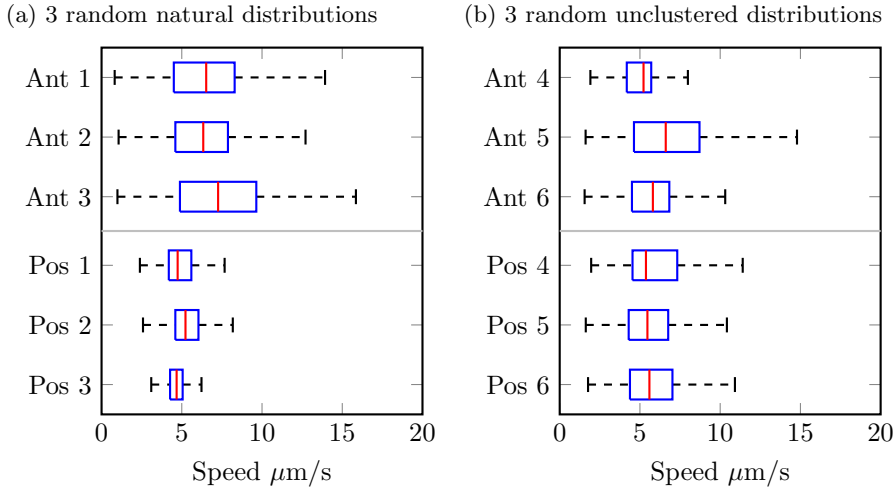 (a) 3 random natural distributions
Ant 1
Ant 2
Ant 3
Pos 1
Pos 2
Pos 3
0 5 10 15 20
Speed μm/s
(b) 3 random unclustered distributions
Ant 4
Ant 5
Ant 6
Pos 4
Pos 5
Pos 6
0 5 10 15 20
Speed μm/s